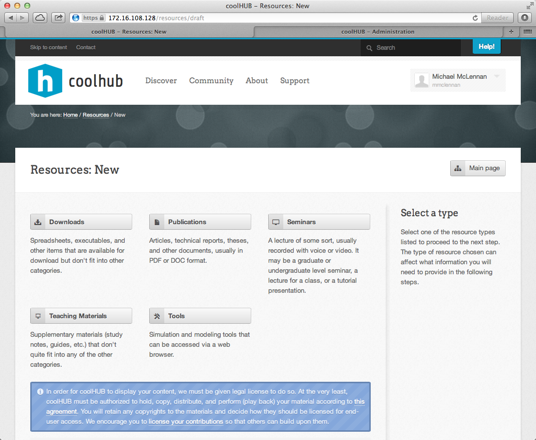 coolHUB – Resources: New
https 172.16.108.128/resources/draft
Reader
coolHUB – Resources: New
coolHUB – Administration
Skip to content
Contact
Search
Help!
h coolhub
Discover
Community
About
Support
Michael McLennan
mmclennan
You are here: Home / Resources / New
Resources: New
Main page
Downloads
Spreadsheets, executables, and
other items that are available for
download but don't fit into other
categories.
Publications
Articles, technical reports, theses,
and other documents, usually in
PDF or DOC format.
Seminars
A lecture of some sort, usually
recorded with voice or video. It
may be a graduate or
undergraduate level seminar, a
lecture for a class, or a tutorial
presentation.
Teaching Materials
Supplementary materials (study
notes, guides, etc.) that don't
quite fit into any of the other
categories.
Tools
Simulation and modeling tools that
can be accessed via a web
browser.
Select a type
Select one of the resource types
listed to proceed to the next step.
The type of resource chosen can
affect what information you will
need to provide in the following
steps.
In order for coolHUB to display your content, we must be given legal license to do so. At the very least,
coolHUB must be authorized to hold, copy, distribute, and perform (play back) your material according to this
agreement. You will retain any copyrights to the materials and decide how they should be licensed for end-
user access. We encourage you to license your contributions so that others can build upon them.